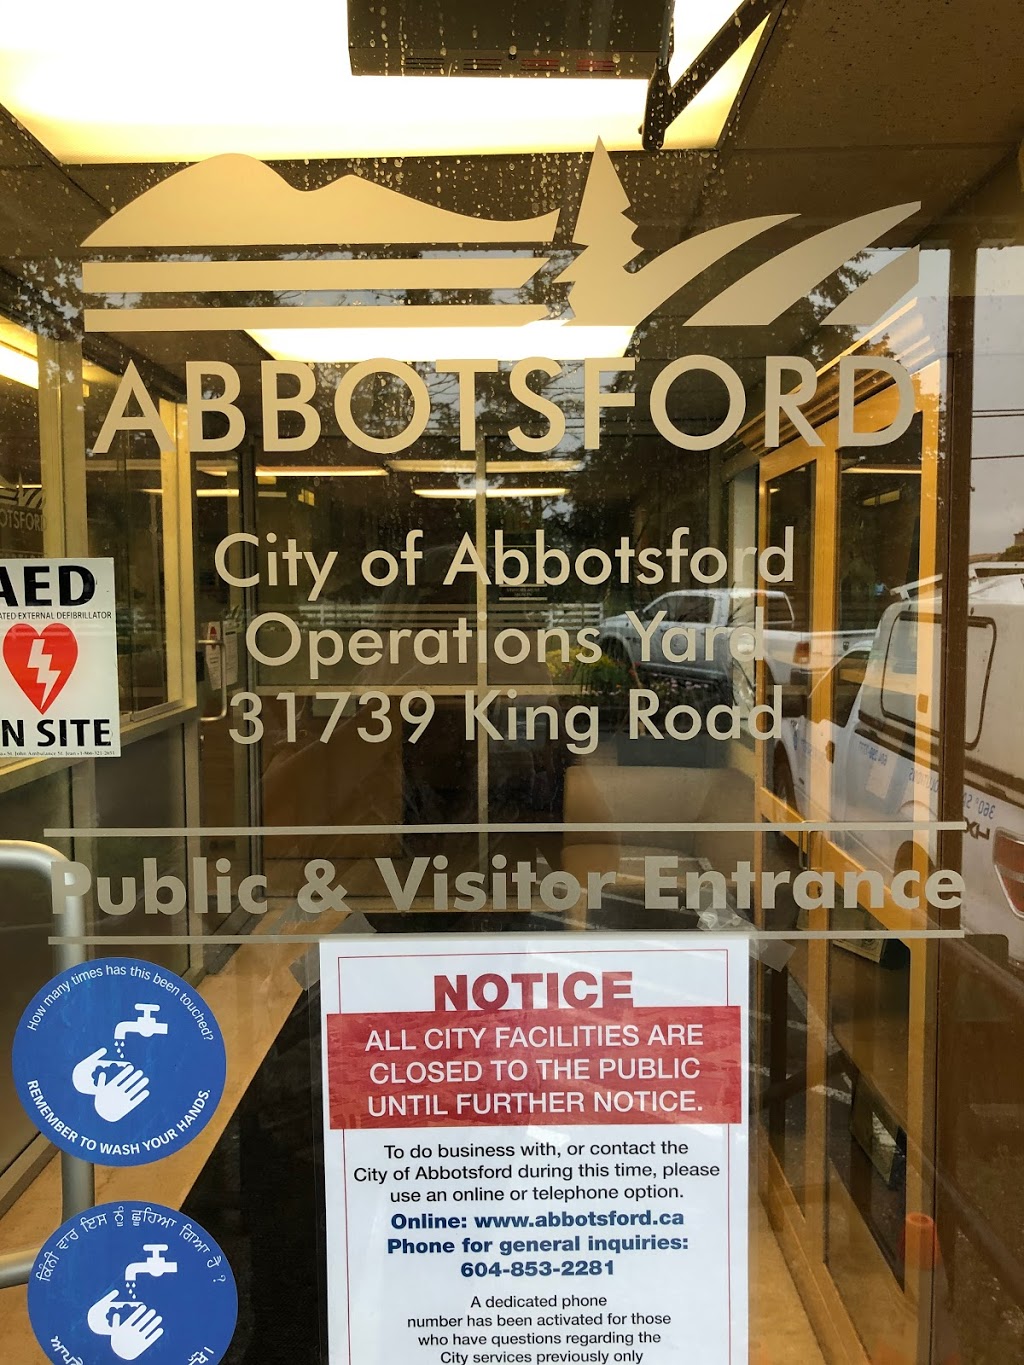 ABBOTSFORD
City of Abbotsford
Operations Yard
31739 King Road
AED
ATED EXTERNAL DEFIBRILLATOR
N SITE
Public & Visitor Entrance
How many times has this been touched?
REMEMBER TO WASH YOUR HANDS.
ਕਿੰਨੀ ਵਾਰ ਇਸ ਨੂੰ ਛੂਹਿਆ ਗਿਆ ਹੈ ?
NOTICE
ALL CITY FACILITIES ARE
CLOSED TO THE PUBLIC
UNTIL FURTHER NOTICE.
To do business with, or contact the
City of Abbotsford during this time, please
use an online or telephone option.
Online: www.abbotsford.ca
Phone for general inquiries:
604-853-2281
A dedicated phone
number has been activated for those
who have questions regarding the
City services previously only